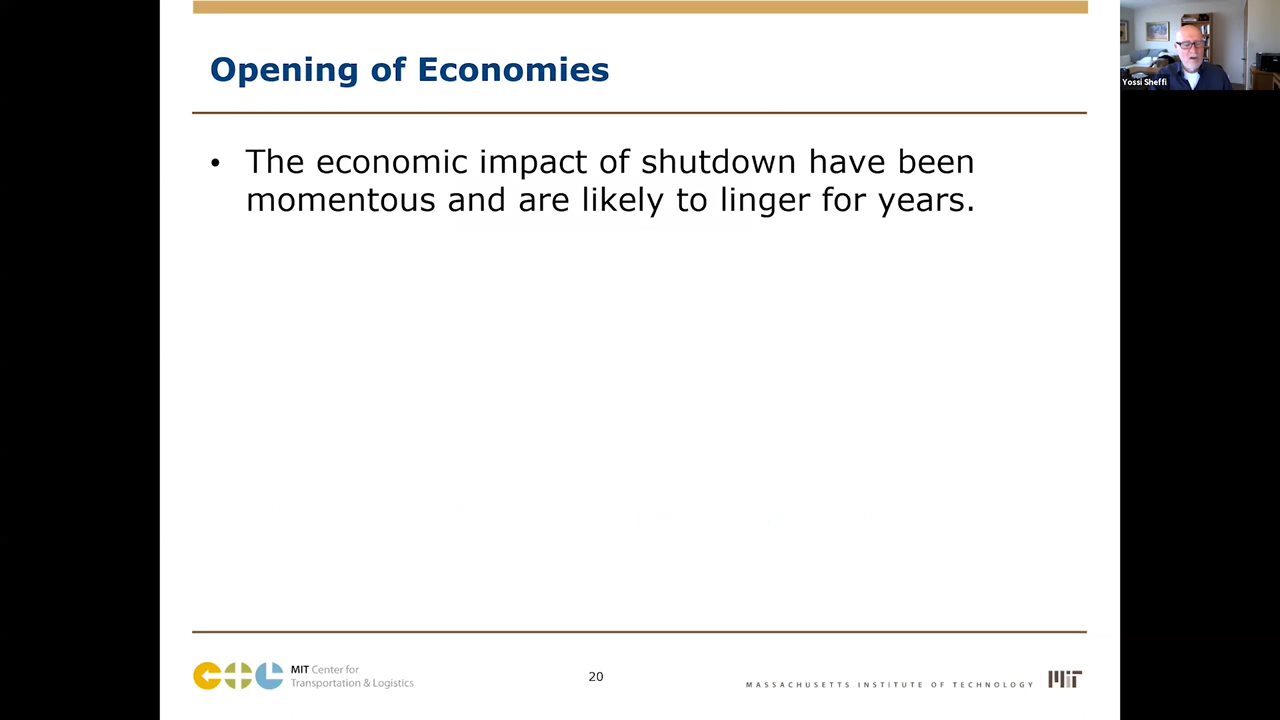 Opening of Economies
Yossi Sheffi
• The economic impact of shutdown have been
momentous and are likely to linger for years.
MIT Center for
Transportation & Logistics
20
MASSACHUSETTS INSTITUTE OF TECHNOLOGY
MIT